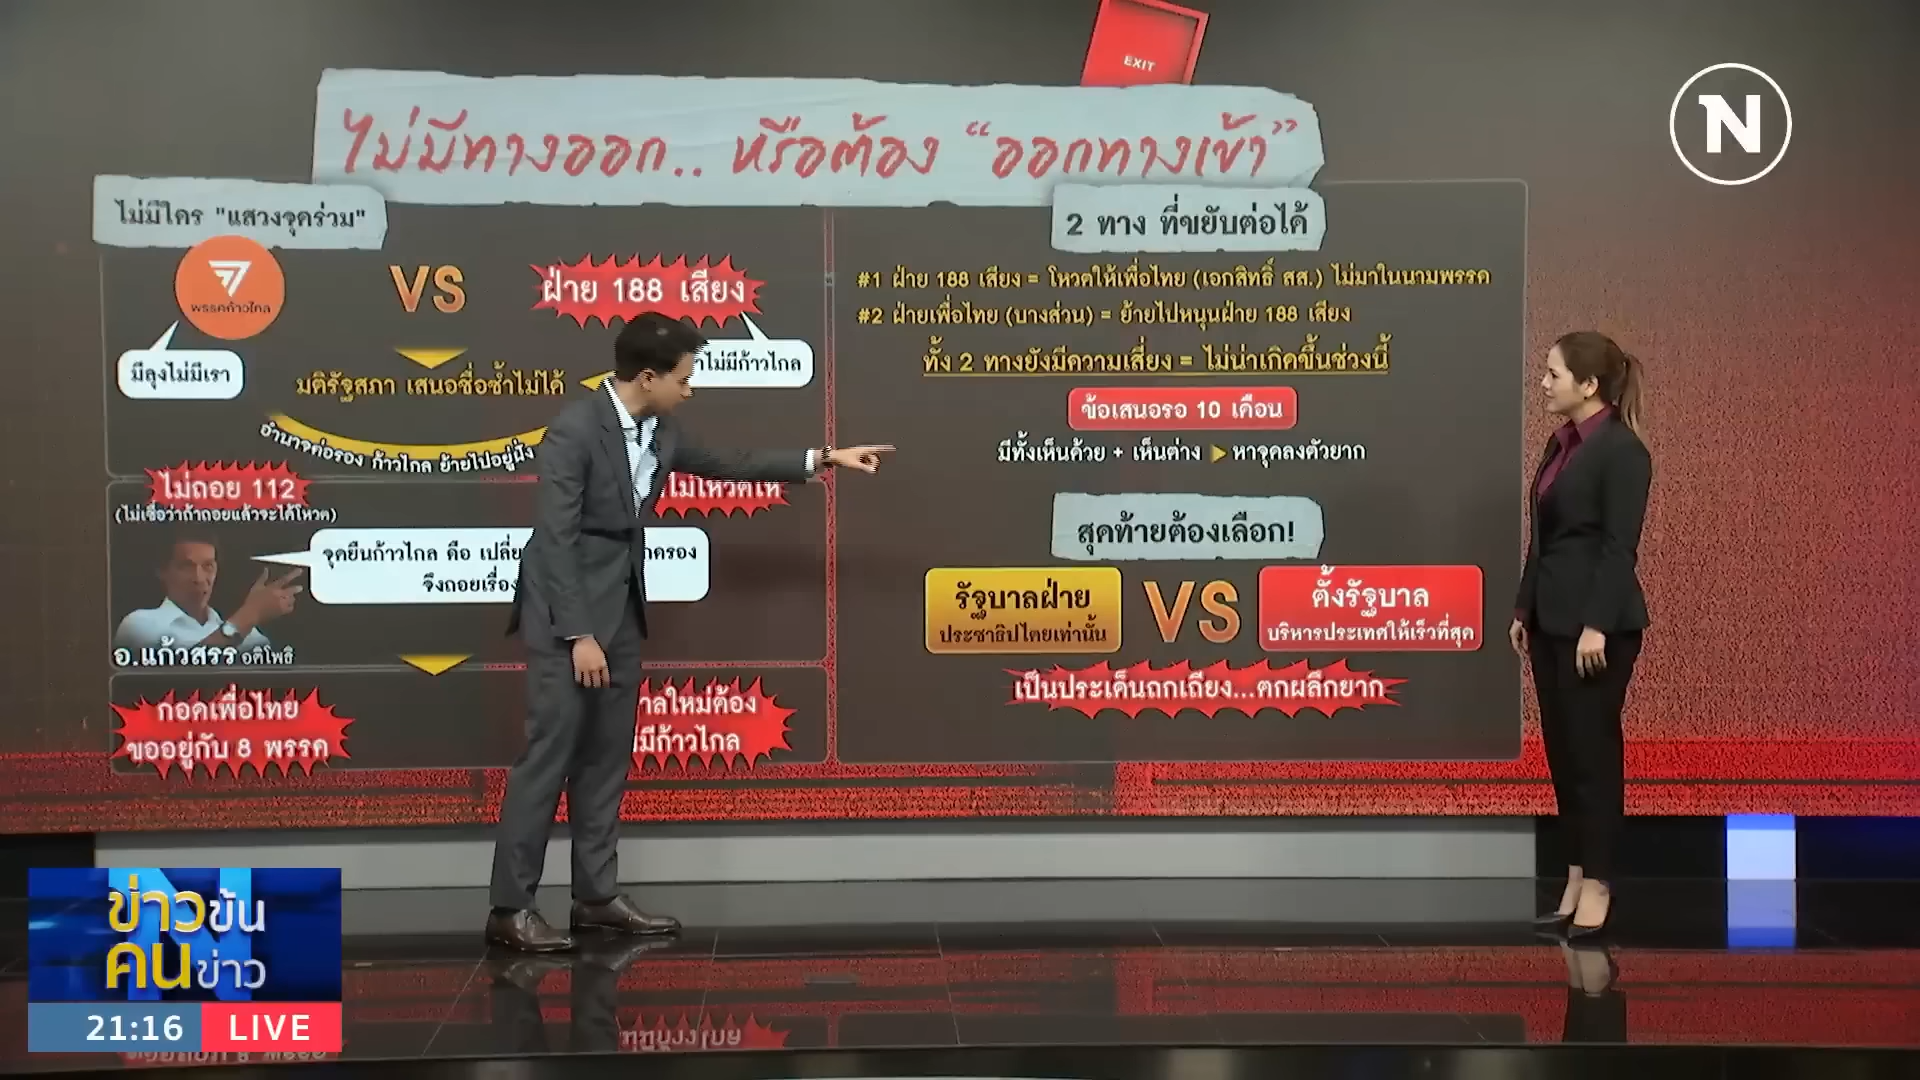 EXIT
ไม่มีทางออก.. หรือต้อง "ออกทางเข้า"
N
ไม่มีใคร "แสวงจุดร่วม"
พรรคก้าวไกล
VS
ฝ่าย 188 เสียง
มีลุงไม่มีเรา
ไม่มีก้าวไกล
มติรัฐสภา เสนอชื่อซ้ำไม่ได้
อำนาจต่อรอง ก้าวไกล ย้ายไปอยู่ฝั่ง
ไม่ถอย 112
(ไม่เชื่อว่าถ้าถอยแล้วจะได้โหวต)
ไม่โหวตให้
จุดยืนก้าวไกล คือ
จึงถอยเรื่อง
อ.แก้วสรร อติโพธิ
กอดเพื่อไทย
ขออยู่กับ 8 พรรค
ใหม่ต้อง
มีก้าวไกล
2 ทาง ที่ขยับต่อได้
#1 ฝ่าย 188 เสียง = โหวตให้เพื่อไทย (เอกสิทธิ์ สส.) ไม่มาในนามพรรค
#2 ฝ่ายเพื่อไทย (บางส่วน) = ย้ายไปหนุนฝ่าย 188 เสียง
ทั้ง 2 ทางยังมีความเสี่ยง = ไม่น่าเกิดขึ้นช่วงนี้
ข้อเสนอรอ 10 เดือน
มีทั้งเห็นด้วย + เห็นต่าง ▶ หาจุดลงตัวยาก
สุดท้ายต้องเลือก!
รัฐบาลฝ่าย
ประชาธิปไตยเท่านั้น
VS
ตั้งรัฐบาล
บริหารประเทศให้เร็วที่สุด
เป็นประเด็นถกเถียง...ตกผลึกยาก
ข่าวข้น
คนข่าว
21:16 LIVE